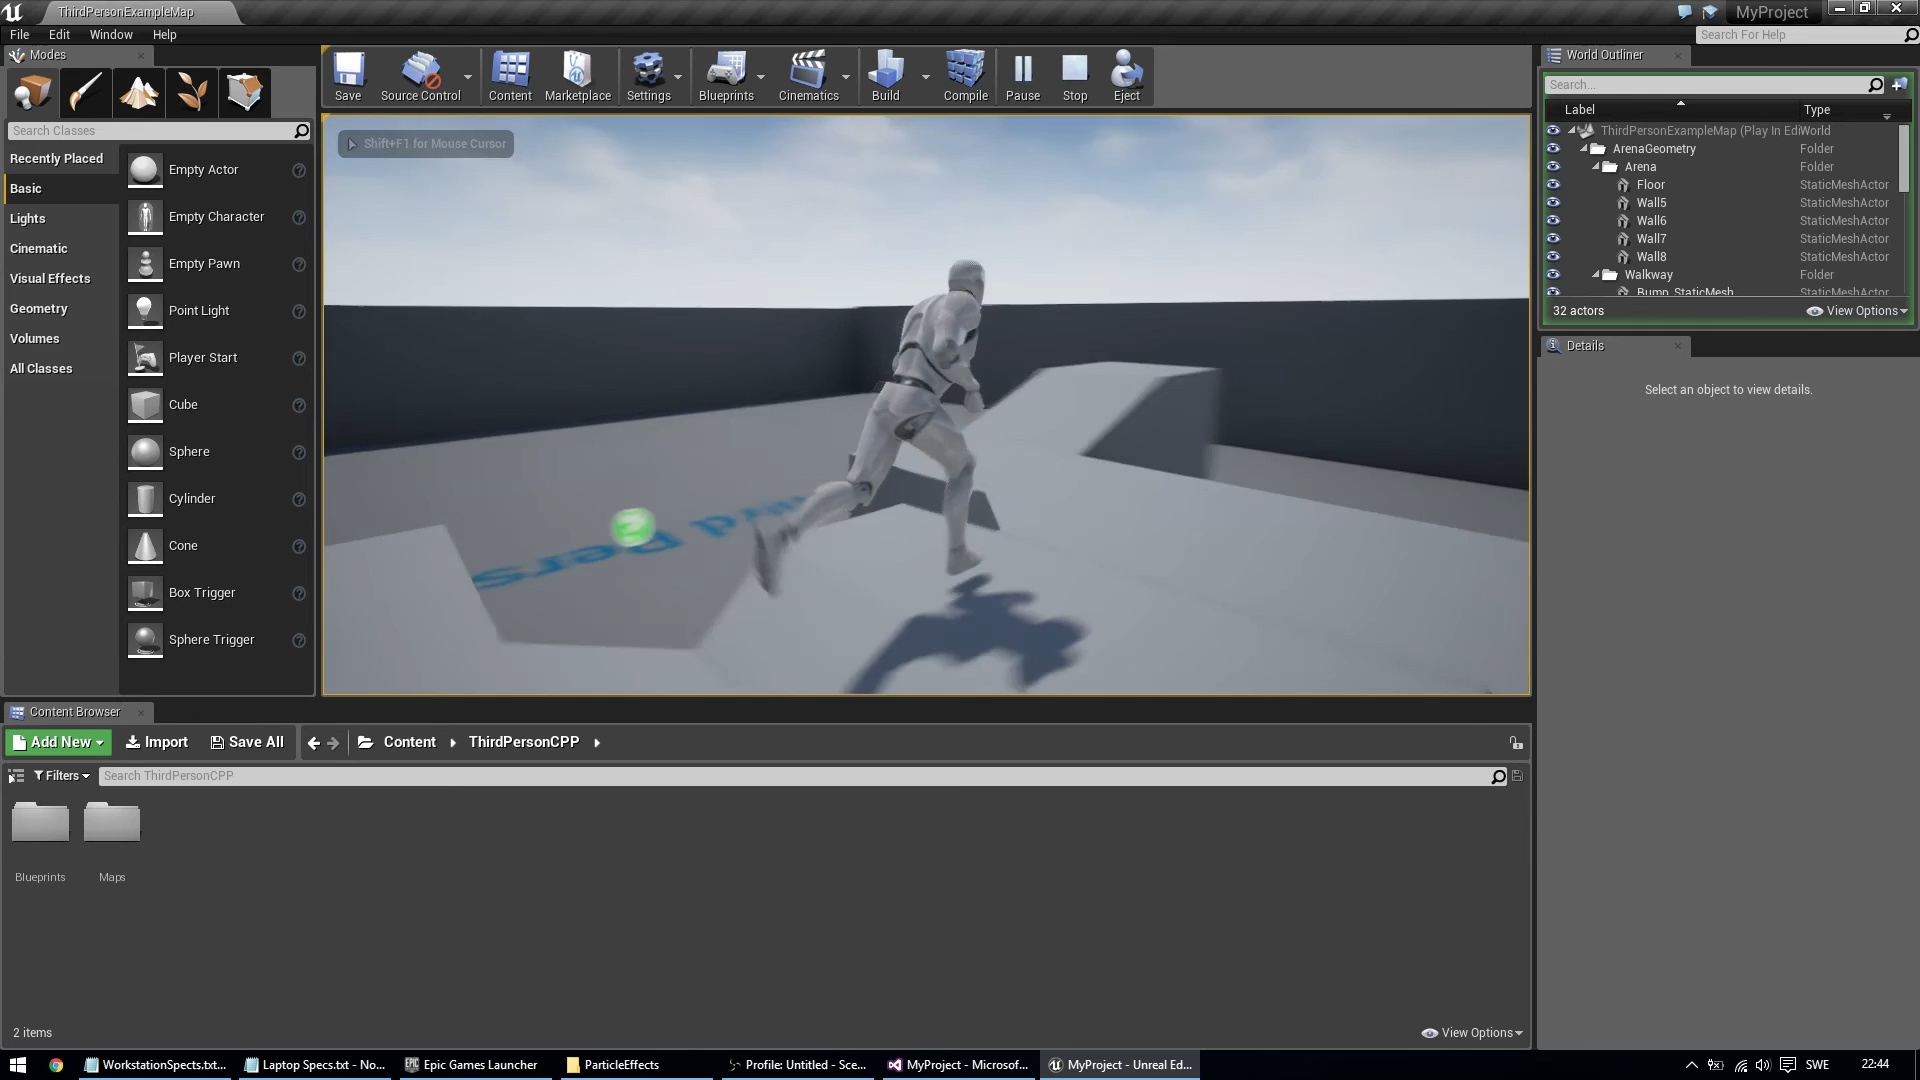 ThirdPersonExampleMap
MyProject
File Edit Window Help
Search For Help
Modes
Search Classes
Recently Placed
Basic
Lights
Cinematic
Visual Effects
Geometry
Volumes
All Classes
Empty Actor
Empty Character
Empty Pawn
Point Light
Player Start
Cube
Sphere
Cylinder
Cone
Box Trigger
Sphere Trigger
Save
Source Control
Content
Marketplace
Settings
Blueprints
Cinematics
Build
Compile
Pause
Stop
Eject
Shift+F1 for Mouse Cursor
World Outliner
Search...
Label Type
ThirdPersonExampleMap (Play In Edi World
ArenaGeometry Folder
Arena Folder
Floor StaticMeshActor
Wall5 StaticMeshActor
Wall6 StaticMeshActor
Wall7 StaticMeshActor
Wall8 StaticMeshActor
Walkway Folder
Bump_StaticMesh StaticMeshActor
32 actors View Options
Details
Select an object to view details.
Content Browser
Add New Import Save All Content ThirdPersonCPP
Filters Search ThirdPersonCPP
Blueprints Maps
2 items View Options
WorkstationSpects.txt... Laptop Specs.txt - No... Epic Games Launcher ParticleEffects Profile: Untitled - Sce... MyProject - Microsof... MyProject - Unreal Ed... SWE 22:44